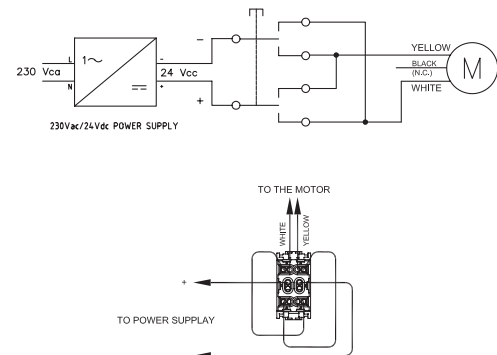 230 Vca
L
N
1~
-
+
24 Vcc
-
+
YELLOW
BLACK
(N.C.)
WHITE
M
230Vac/24Vdc POWER SUPPLY
TO THE MOTOR
WHITE
YELLOW
+
TO POWER SUPPLAY